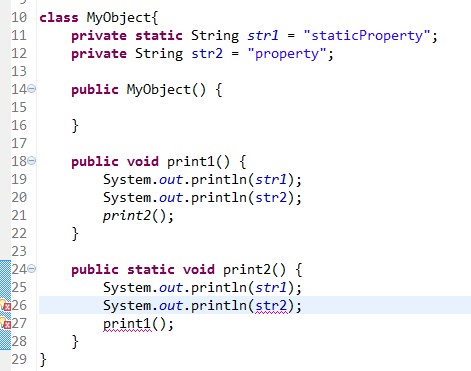 10 class MyObject{
11     private static String str1 = "staticProperty";
12     private String str2 = "property";
13
14     public MyObject() {
15
16     }
17
18     public void print1() {
19         System.out.println(str1);
20         System.out.println(str2);
21         print2();
22     }
23
24     public static void print2() {
25         System.out.println(str1);
26         System.out.println(str2);
27         print1();
28     }
29 }